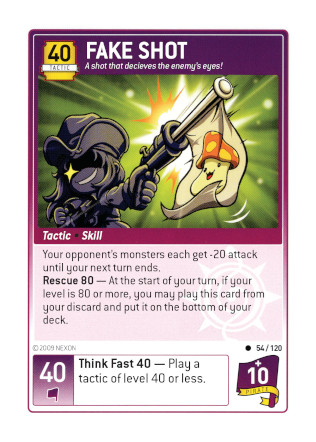 40
TACTIC
FAKE SHOT
A shot that decieves the enemy's eyes!
Tactic • Skill
Your opponent's monsters each get -20 attack
until your next turn ends.
Rescue 80 — At the start of your turn, if your
level is 80 or more, you may play this card from
your discard and put it on the bottom of your
deck.
©2009 NEXON
● 54 / 120
40
Think Fast 40 — Play a
tactic of level 40 or less.
+
10
PIRATE